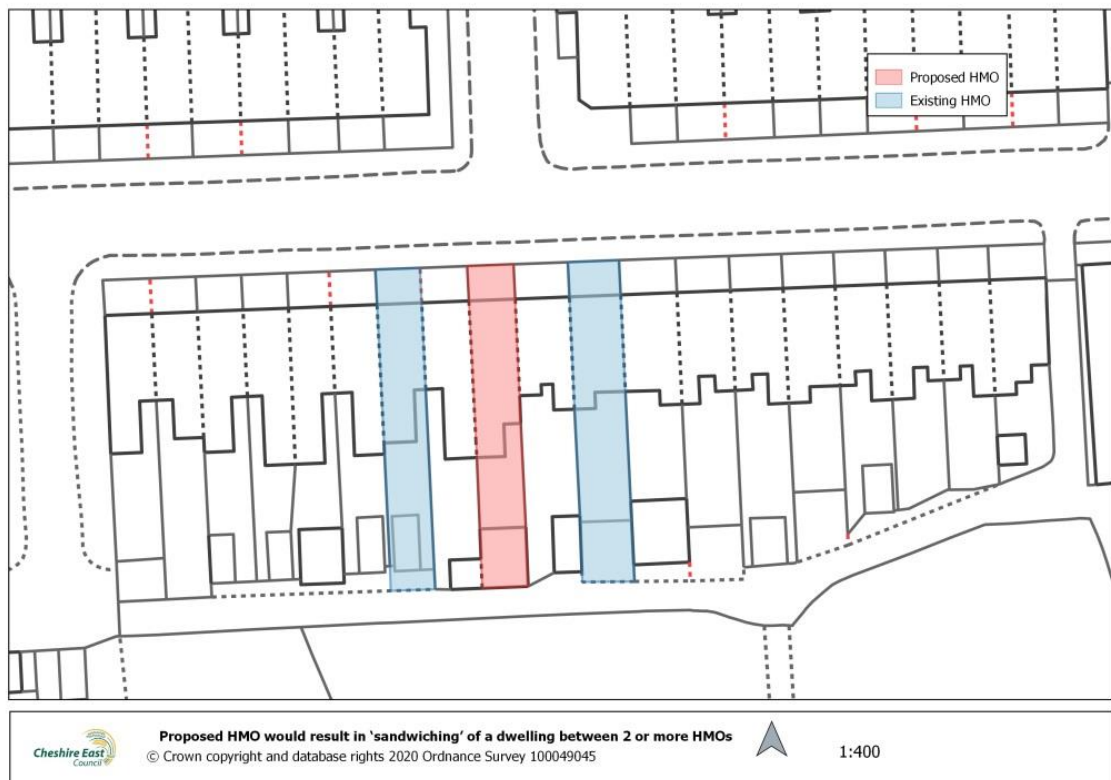 Proposed HMO
Existing HMO
Cheshire East
Council
Proposed HMO would result in ‘sandwiching’ of a dwelling between 2 or more HMOs
© Crown copyright and database rights 2020 Ordnance Survey 100049045
1:400